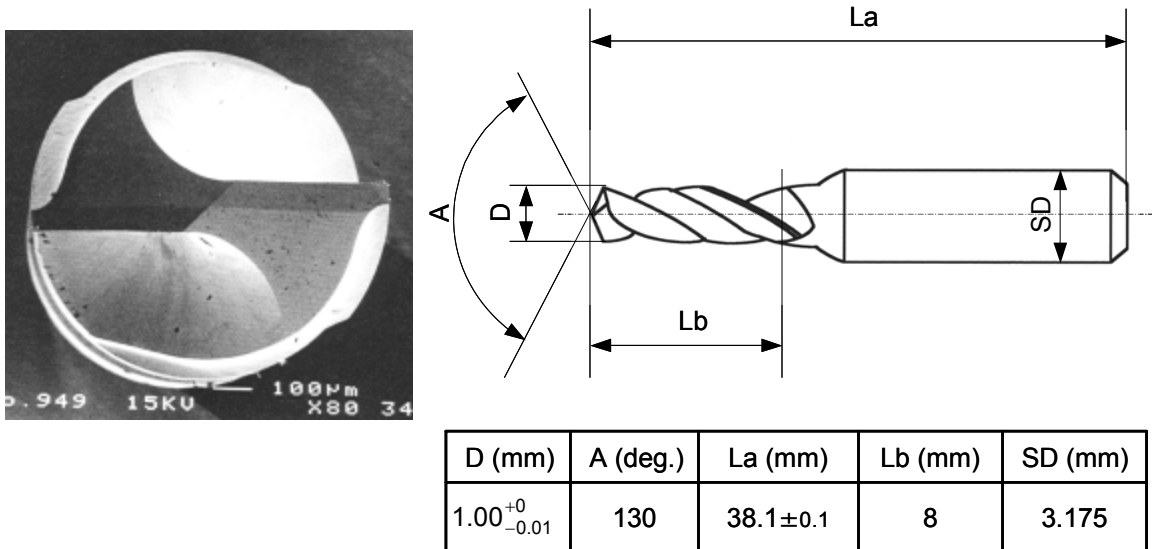 100µm
5.949 15KV X80 34
La
A
D
SD
Lb
D (mm) A (deg.) La (mm) Lb (mm) SD (mm)
1.00 +0 -0.01 130 38.1±0.1 8 3.175